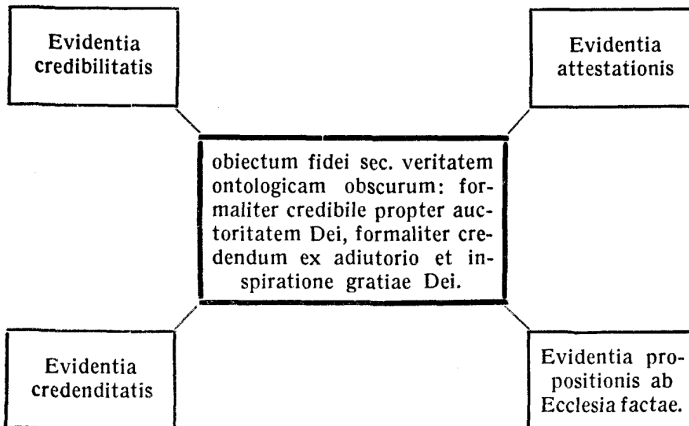 Evidentia
credibilitatis
Evidentia
attestationis
obiectum fidei sec. veritatem
ontologicam obscurum: for-
maliter credibile propter auc-
toritatem Dei, formaliter cre-
dendum ex adiutorio et in-
spiratione gratiae Dei.
Evidentia
credenditatis
Evidentia pro-
positionis ab
Ecclesia factae.